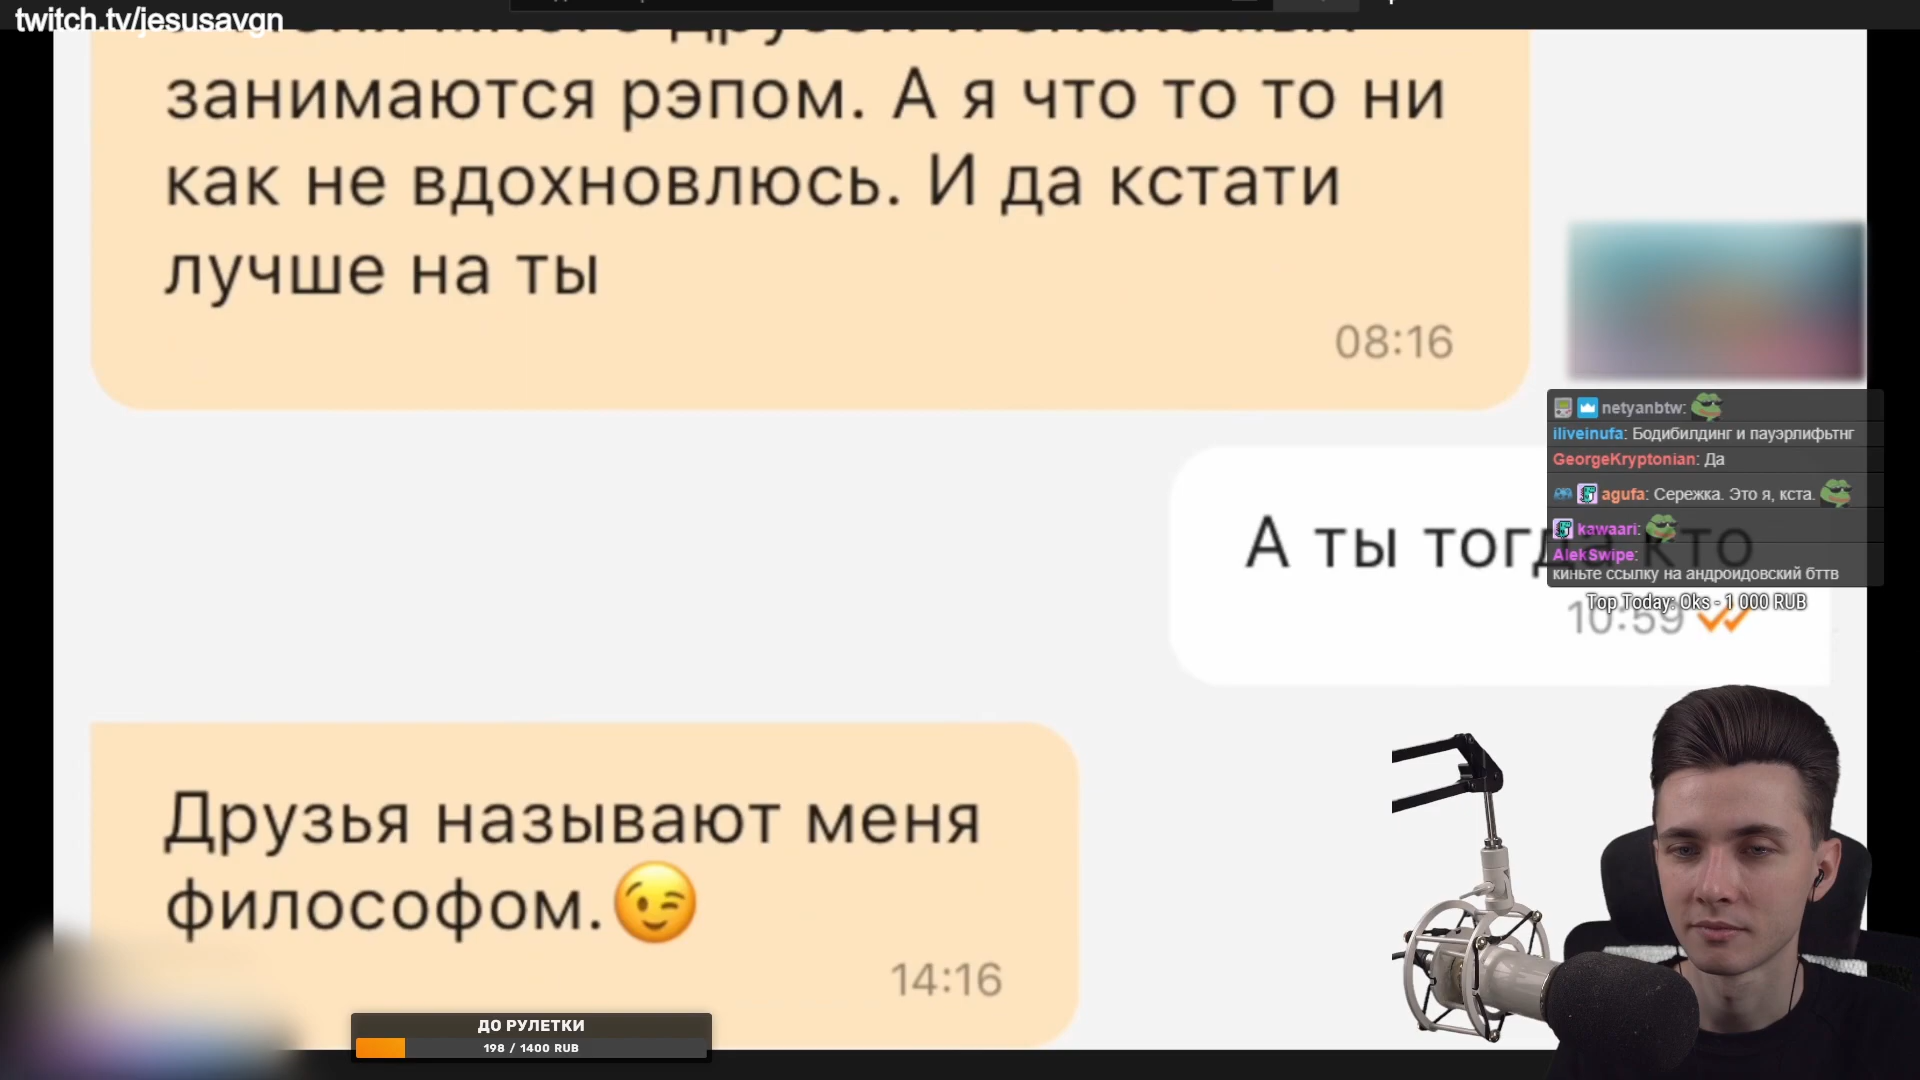 twitch.tv/jesusavgn
друзей и знакомых
занимаются рэпом. А я что то то ни
как не вдохновлюсь. И да кстати
лучше на ты
08:16
netyanbtw:
iliveinufa: Бодибилдинг и пауэрлифьтнг
GeorgeKryptonian: Да
agufa: Сережка. Это я, кста.
kawaari:
AlekSwipe:
киньте ссылку на андроидовский бттв
А ты тогда кто
Top Today: Oks - 1 000 RUB
10:59
Друзья называют меня
философом.😉
14:16
ДО РУЛЕТКИ
198 / 1400 RUB